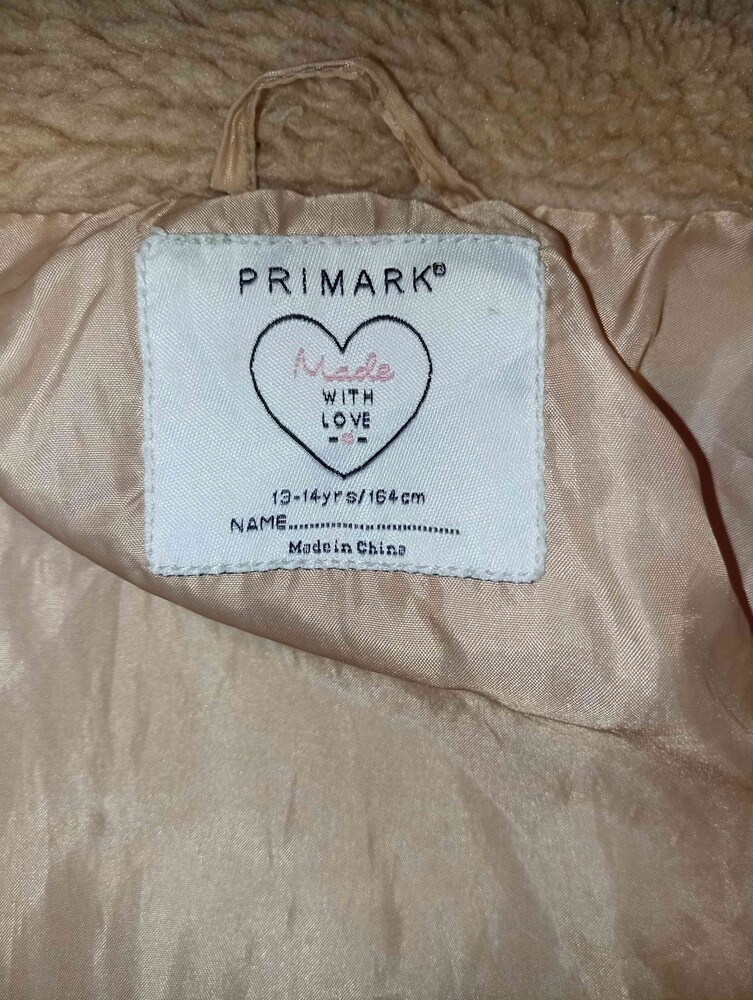 PRIMARK®
Made
WITH
LOVE
13-14yrs/164cm
NAME................................
Made in China